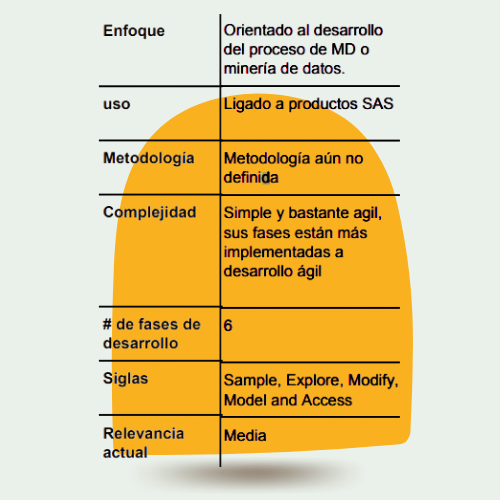 Enfoque
Orientado al desarrollo
del proceso de MD o
minería de datos.
uso
Ligado a productos SAS
Metodología
Metodología aún no
definida
Complejidad
Simple y bastante agil,
sus fases están más
implementadas a
desarrollo ágil
# de fases de
desarrollo
6
Siglas
Sample, Explore, Modify,
Model and Access
Relevancia
actual
Media